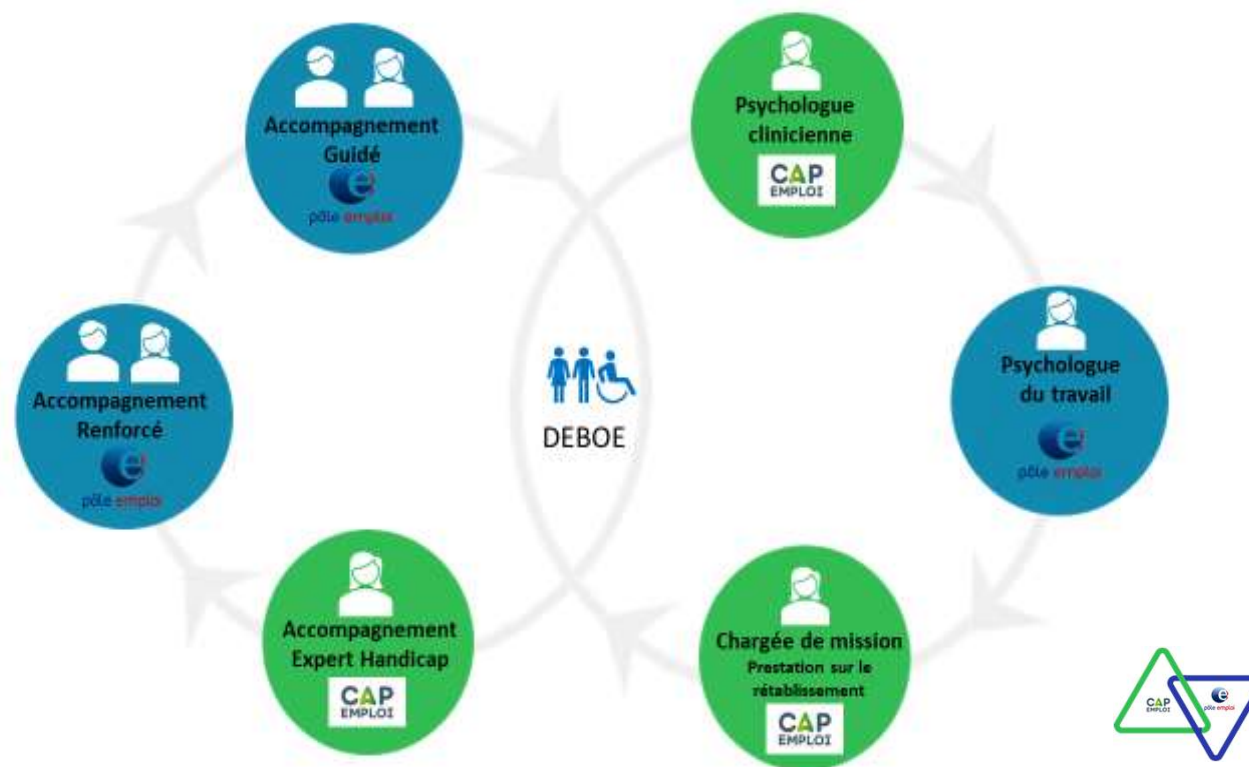 Accompagnement
Guidé
pôle emploi
Psychologue
clinicienne
CAP
EMPLOI
Accompagnement
Renforcé
pôle emploi
DEBOE
Psychologue
du travail
pôle emploi
Accompagnement
Expert Handicap
CAP
EMPLOI
Chargée de mission
Prestation sur le
rétablissement
CAP
EMPLOI
CAP
EMPLOI
pôle emploi